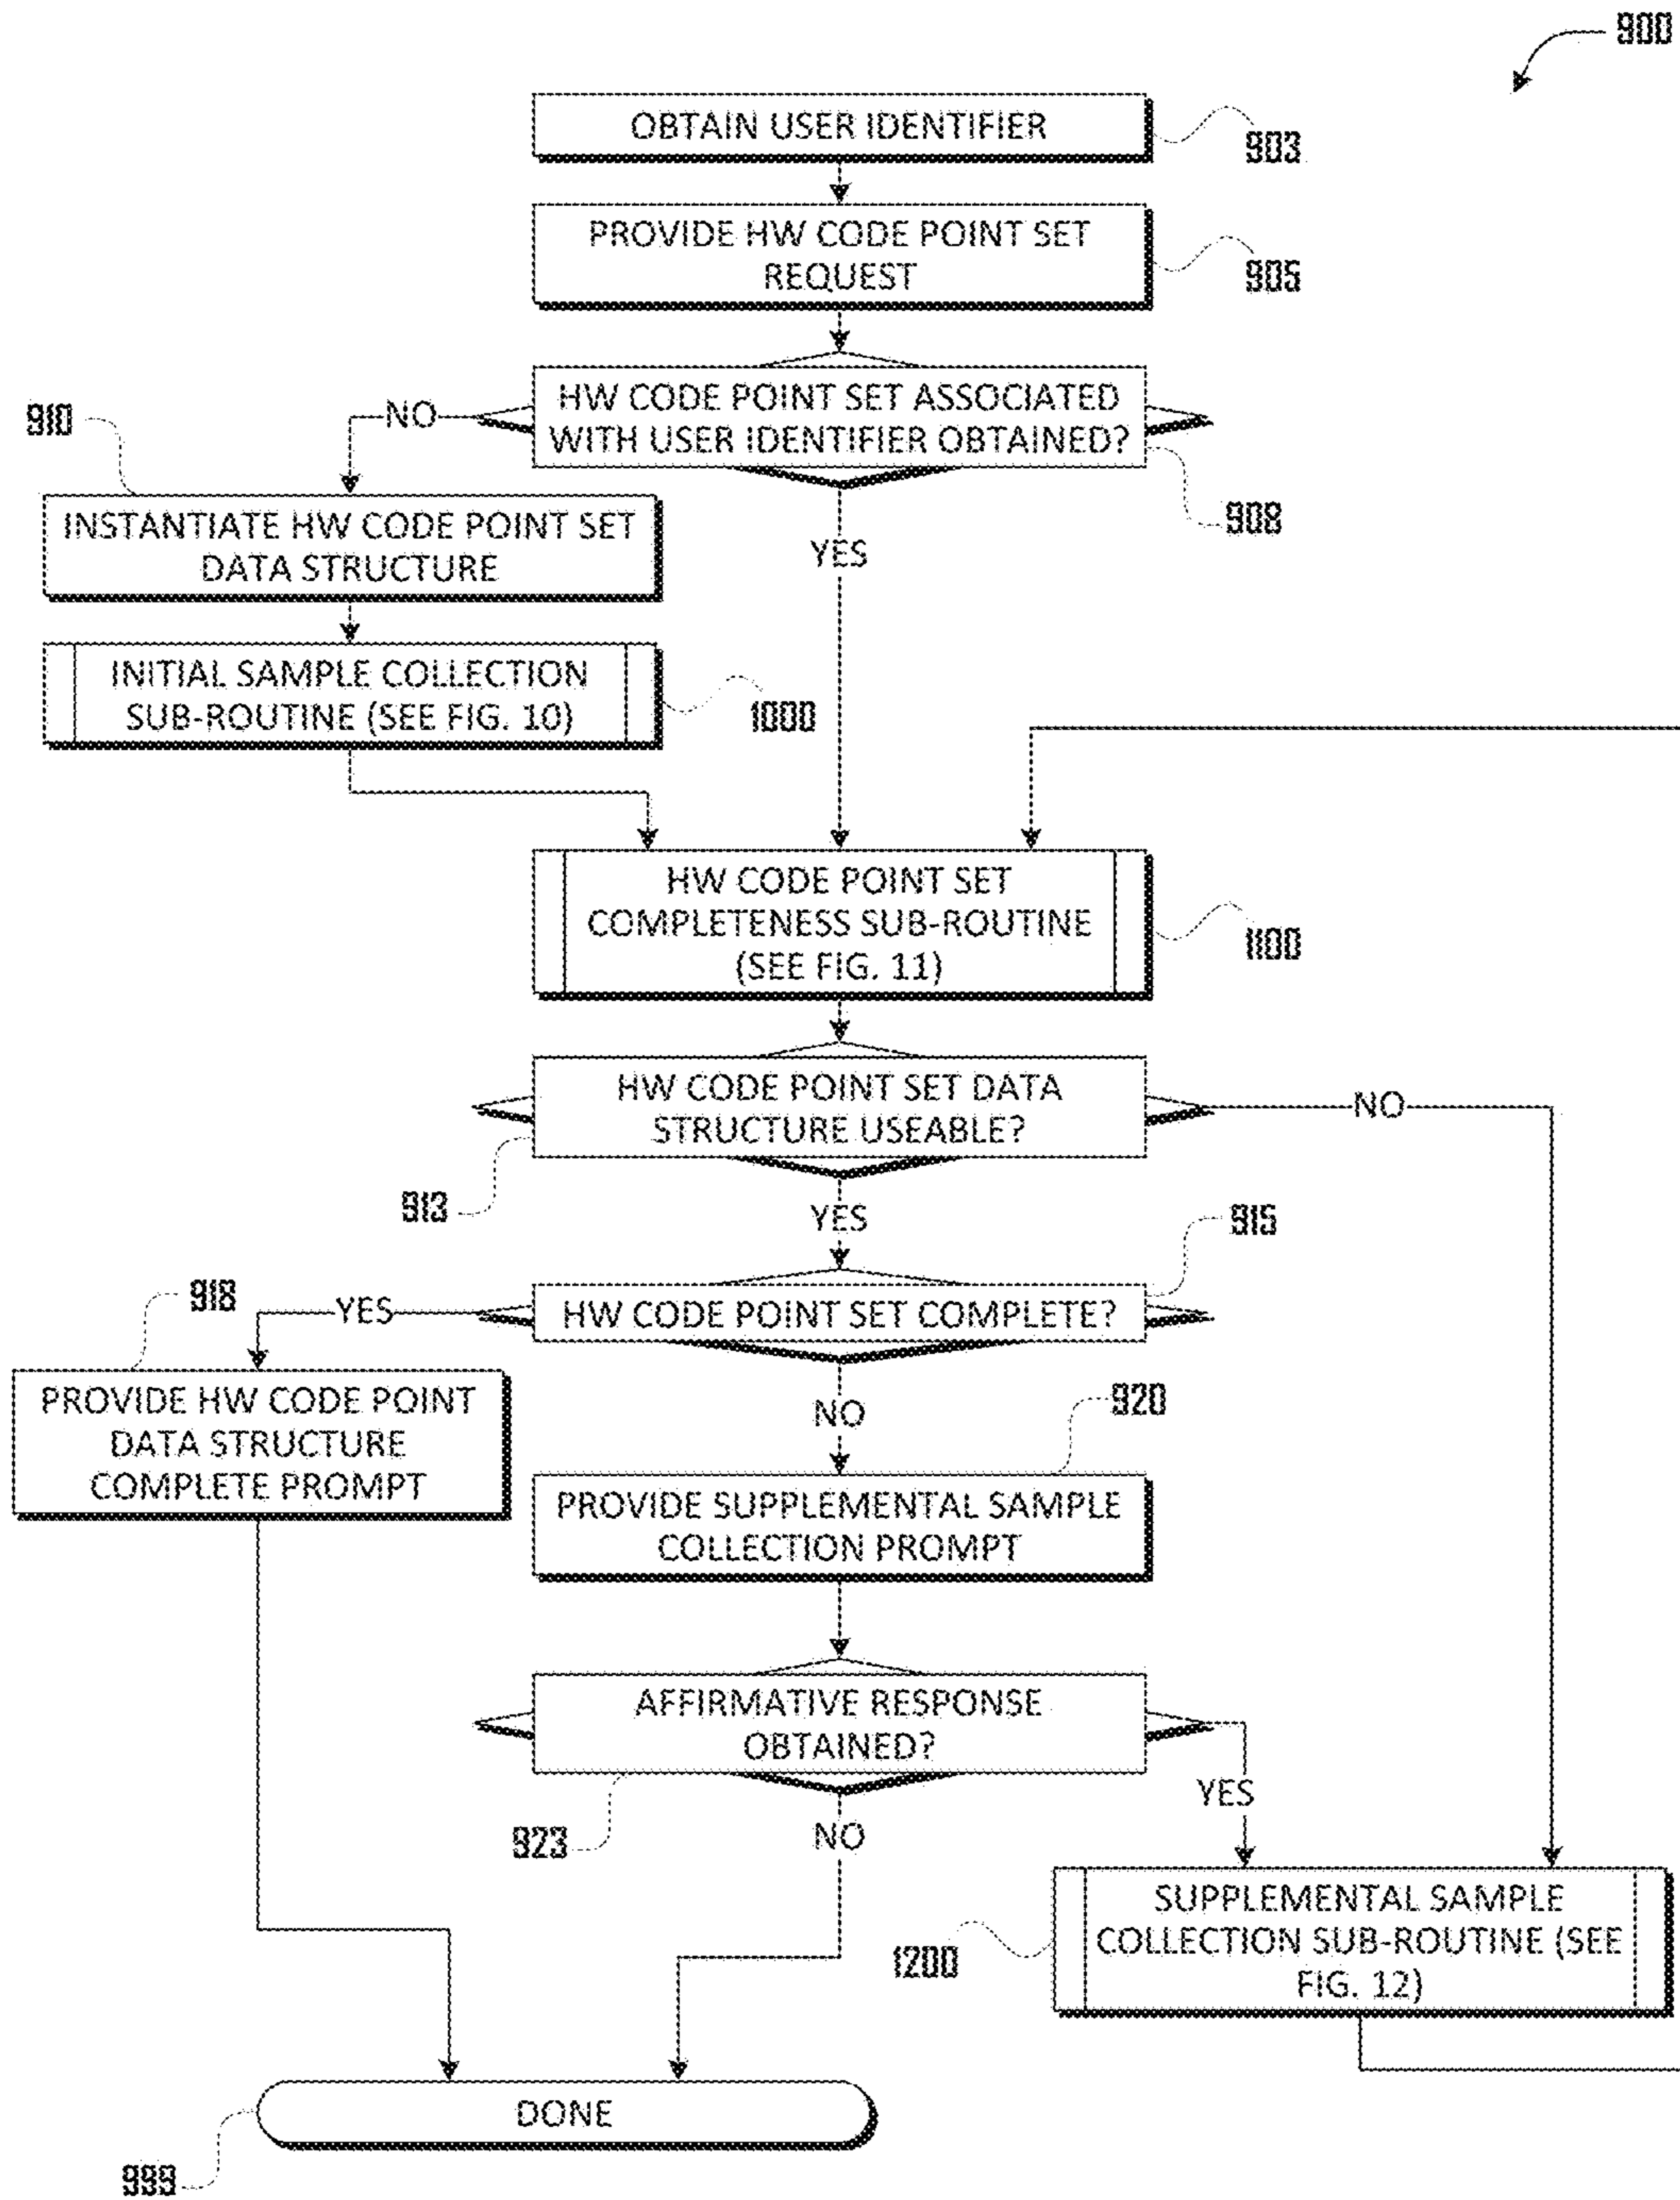 900
OBTAIN USER IDENTIFIER
903
PROVIDE HW CODE POINT SET
REQUEST
905
HW CODE POINT SET ASSOCIATED
WITH USER IDENTIFIER OBTAINED?
908
NO
YES
910
INSTANTIATE HW CODE POINT SET
DATA STRUCTURE
INITIAL SAMPLE COLLECTION
SUB-ROUTINE (SEE FIG. 10)
1000
HW CODE POINT SET
COMPLETENESS SUB-ROUTINE
(SEE FIG. 11)
1100
HW CODE POINT SET DATA
STRUCTURE USEABLE?
NO
913
YES
915
HW CODE POINT SET COMPLETE?
YES
918
PROVIDE HW CODE POINT
DATA STRUCTURE
COMPLETE PROMPT
NO
920
PROVIDE SUPPLEMENTAL SAMPLE
COLLECTION PROMPT
AFFIRMATIVE RESPONSE
OBTAINED?
YES
923
NO
SUPPLEMENTAL SAMPLE
COLLECTION SUB-ROUTINE (SEE
FIG. 12)
1200
DONE
999